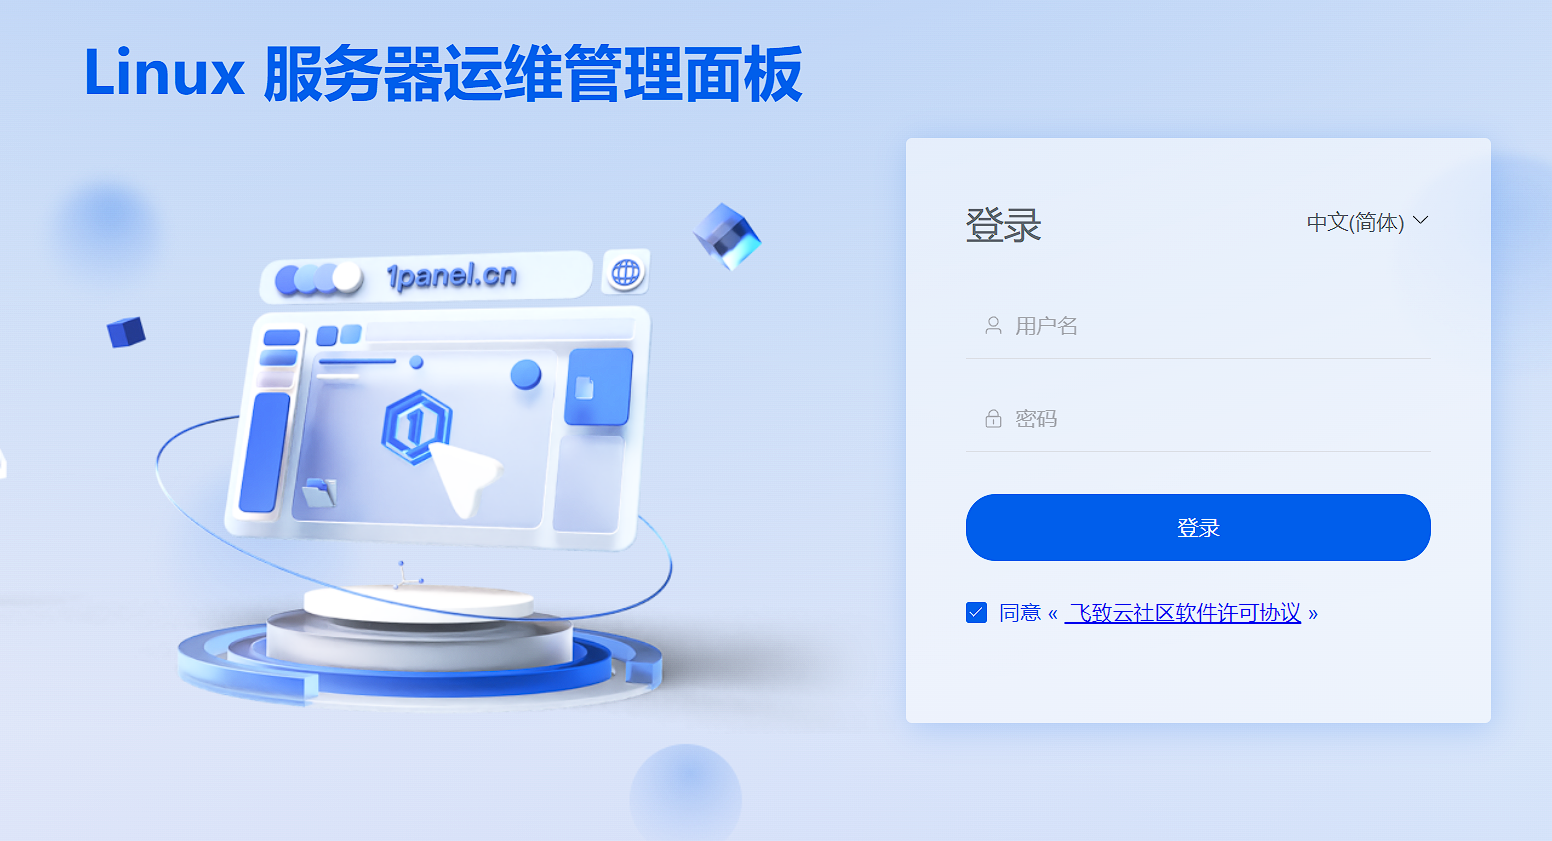 Linux 服务器运维管理面板
1panel.cn
1
登录
中文(简体)
用户名
密码
登录
同意 « 飞致云社区软件许可协议 »